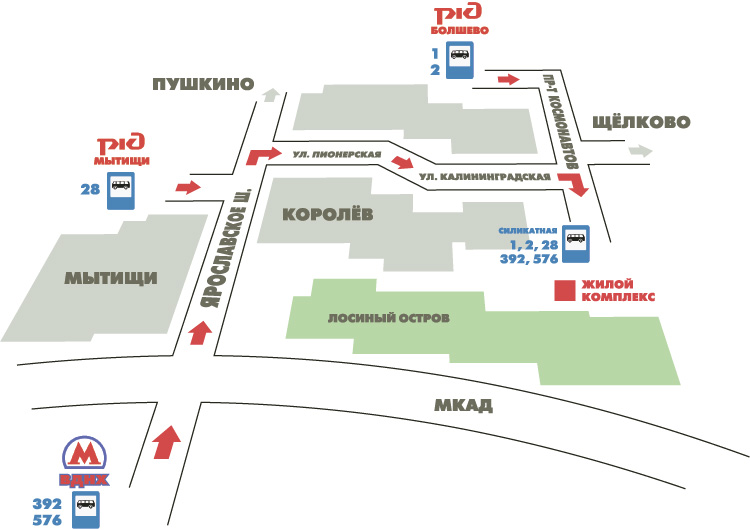 РЖД
БОЛШЕВО
1
2
ПУШКИНО
ПР-Т КОСМОНАВТОВ
ЩЁЛКОВО
РЖД
МЫТИЩИ
28
УЛ. ПИОНЕРСКАЯ
УЛ. КАЛИНИНГРАДСКАЯ
ЯРОСЛАВСКОЕ Ш.
КОРОЛЁВ
СИЛИКАТНАЯ
1, 2, 28
392, 576
МЫТИЩИ
ЖИЛОЙ
КОМПЛЕКС
ЛОСИНЫЙ ОСТРОВ
МКАД
М
ВДНХ
392
576